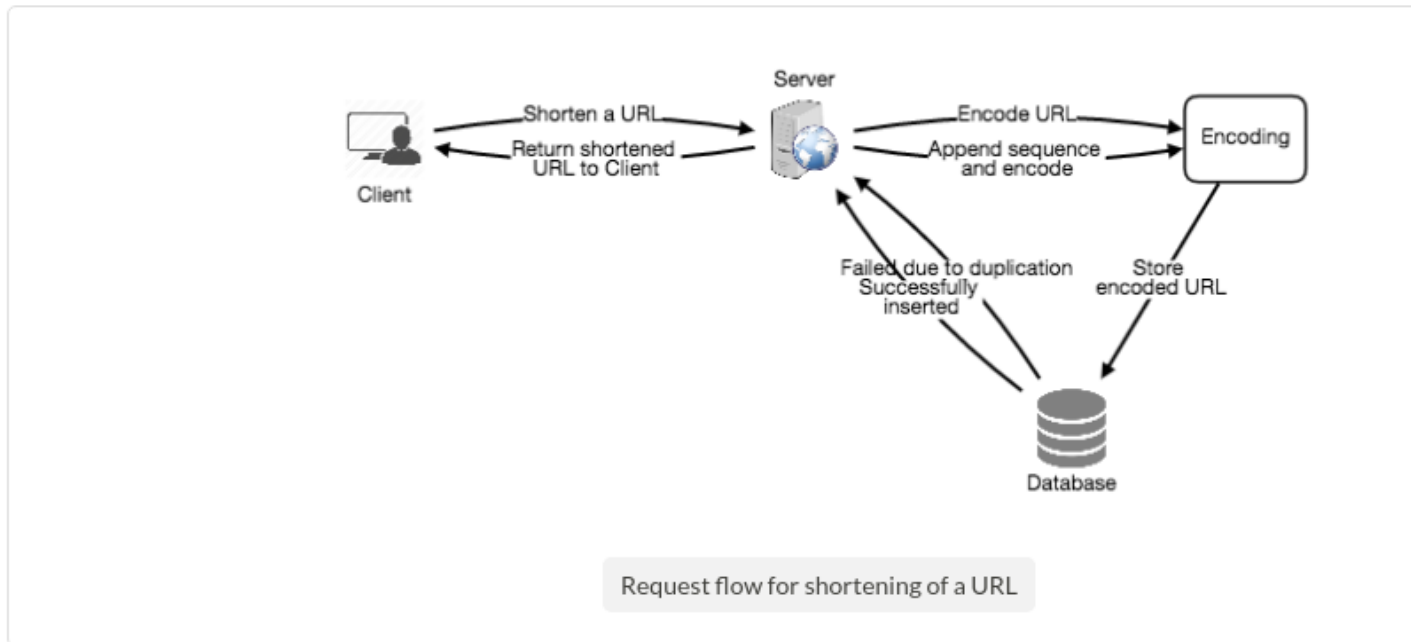 Server
Shorten a URL
Encode URL
Encoding
Return shortened
URL to Client
Append sequence
and encode
Client
Failed due to duplication
Successfully
inserted
Store
encoded URL
Database
Request flow for shortening of a URL